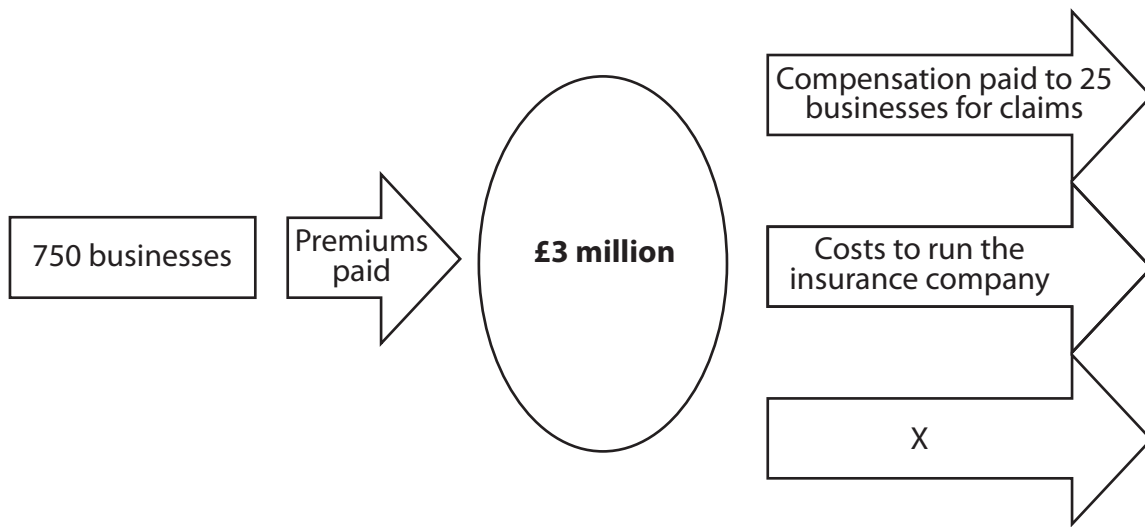 750 businesses
Premiums
paid
£3 million
Compensation paid to 25
businesses for claims
Costs to run the
insurance company
X